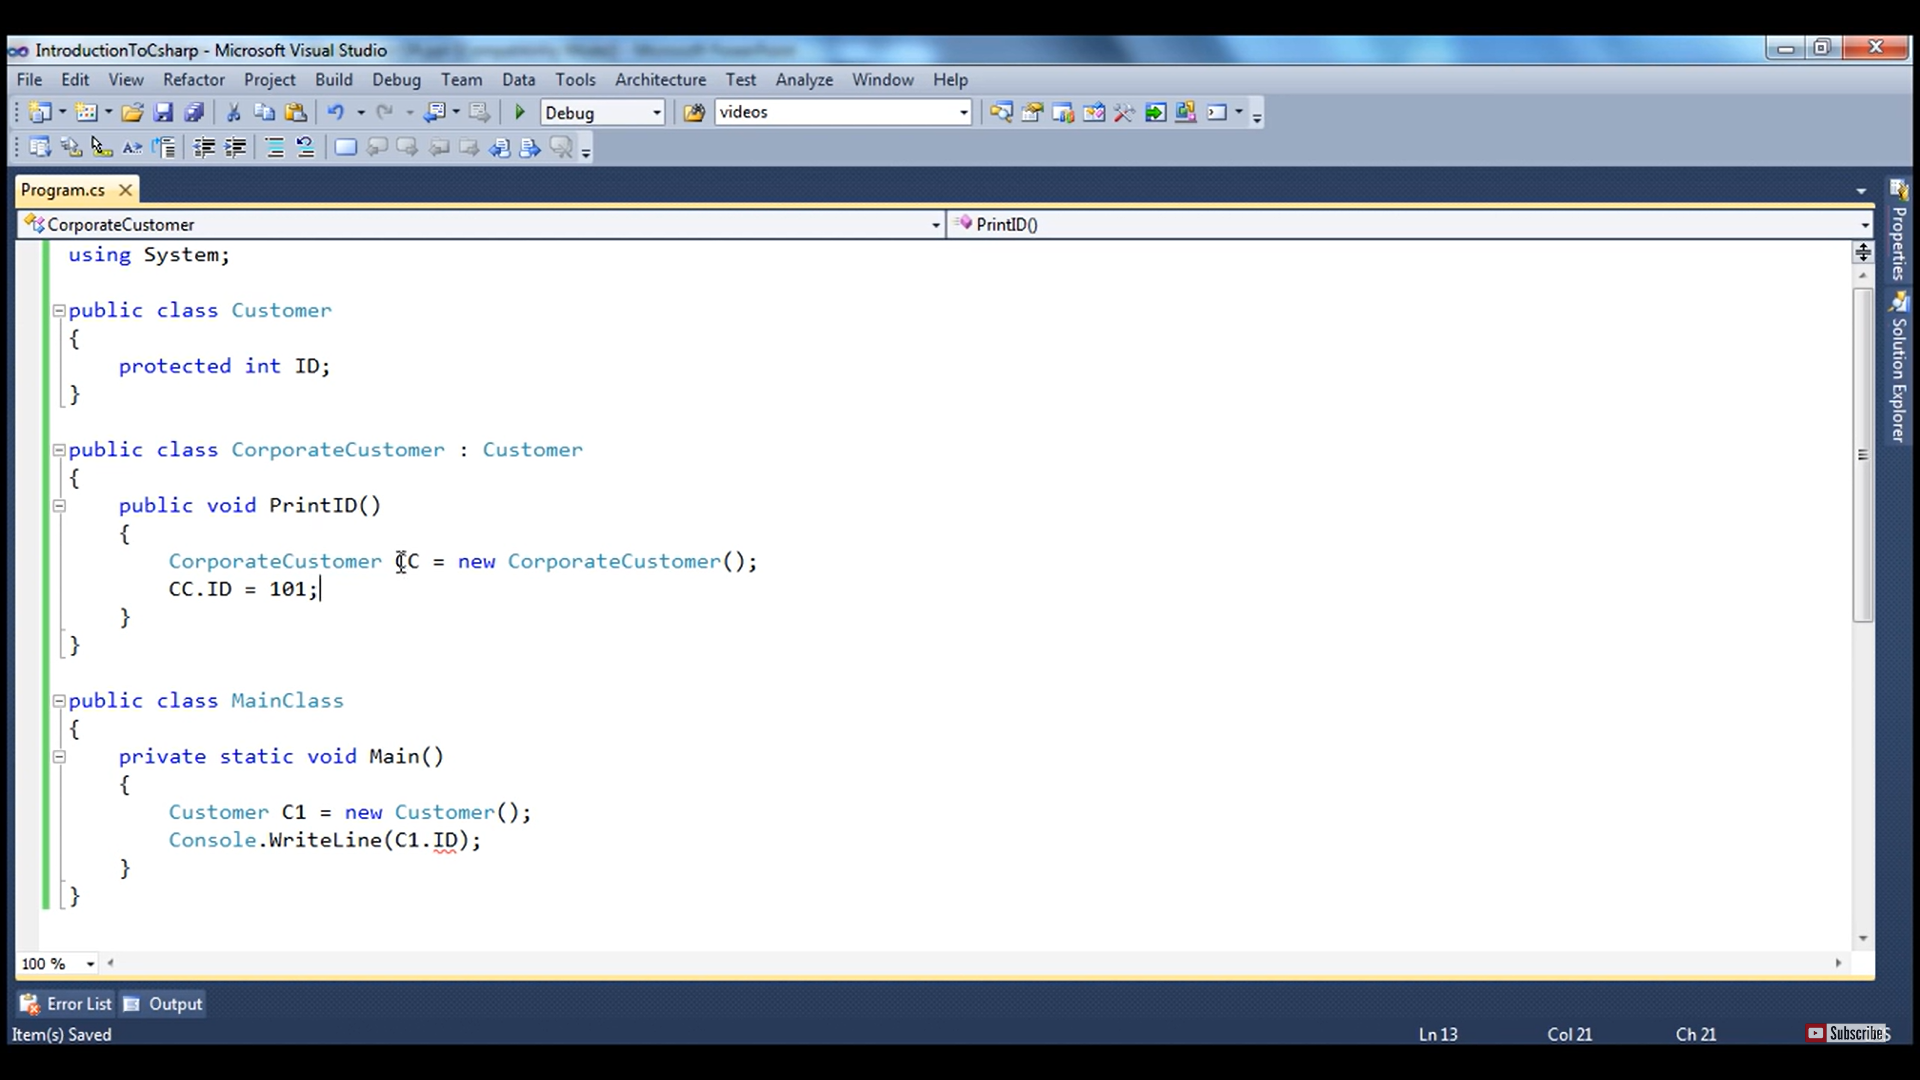 IntroductionToCsharp - Microsoft Visual Studio
File Edit View Refactor Project Build Debug Team Data Tools Architecture Test Analyze Window Help
Debug videos
Program.cs
CorporateCustomer PrintID()
using System;
public class Customer
{
protected int ID;
}
public class CorporateCustomer : Customer
{
public void PrintID()
{
CorporateCustomer CC = new CorporateCustomer();
CC.ID = 101;
}
}
public class MainClass
{
private static void Main()
{
Customer C1 = new Customer();
Console.WriteLine(C1.ID);
}
}
100 %
Error List Output
Item(s) Saved Ln 13 Col 21 Ch 21
Subscribe
Properties
Solution Explorer